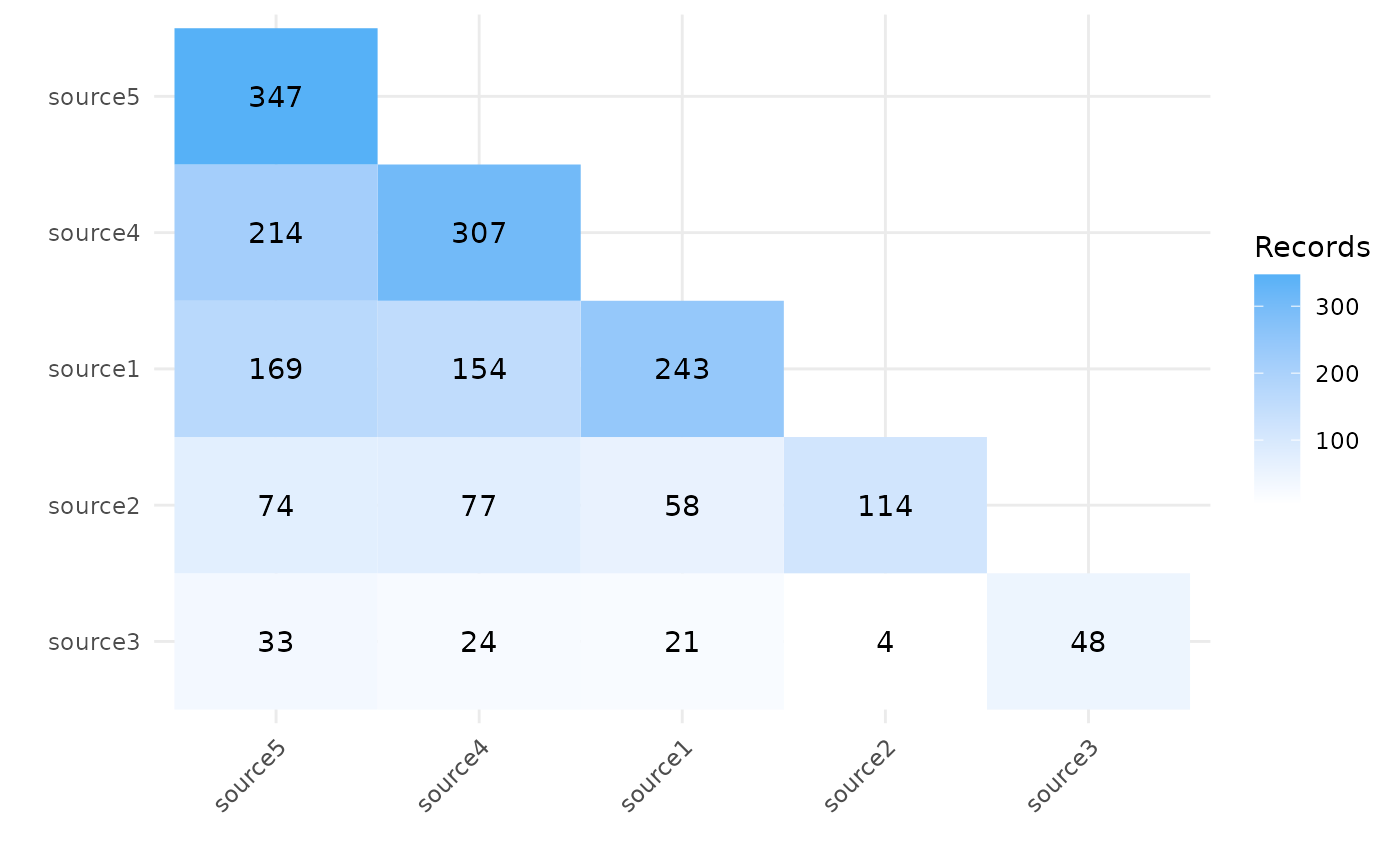 source5 347
source4 214 307
source1 169 154 243
source2 74 77 58 114
source3 33 24 21 4 48
source5 source4 source1 source2 source3
Records
300
200
100